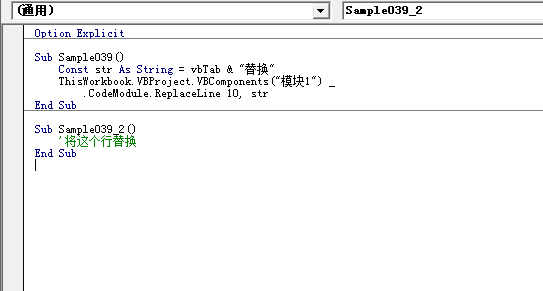 (通用)
Sample039_2
Option Explicit
Sub Sample039()
Const str As String = vbTab & "替换"
ThisWorkbook.VBProject.VBComponents("模块1") _
.CodeModule.ReplaceLine 10, str
End Sub
Sub Sample039_2()
'将这个行替换
End Sub